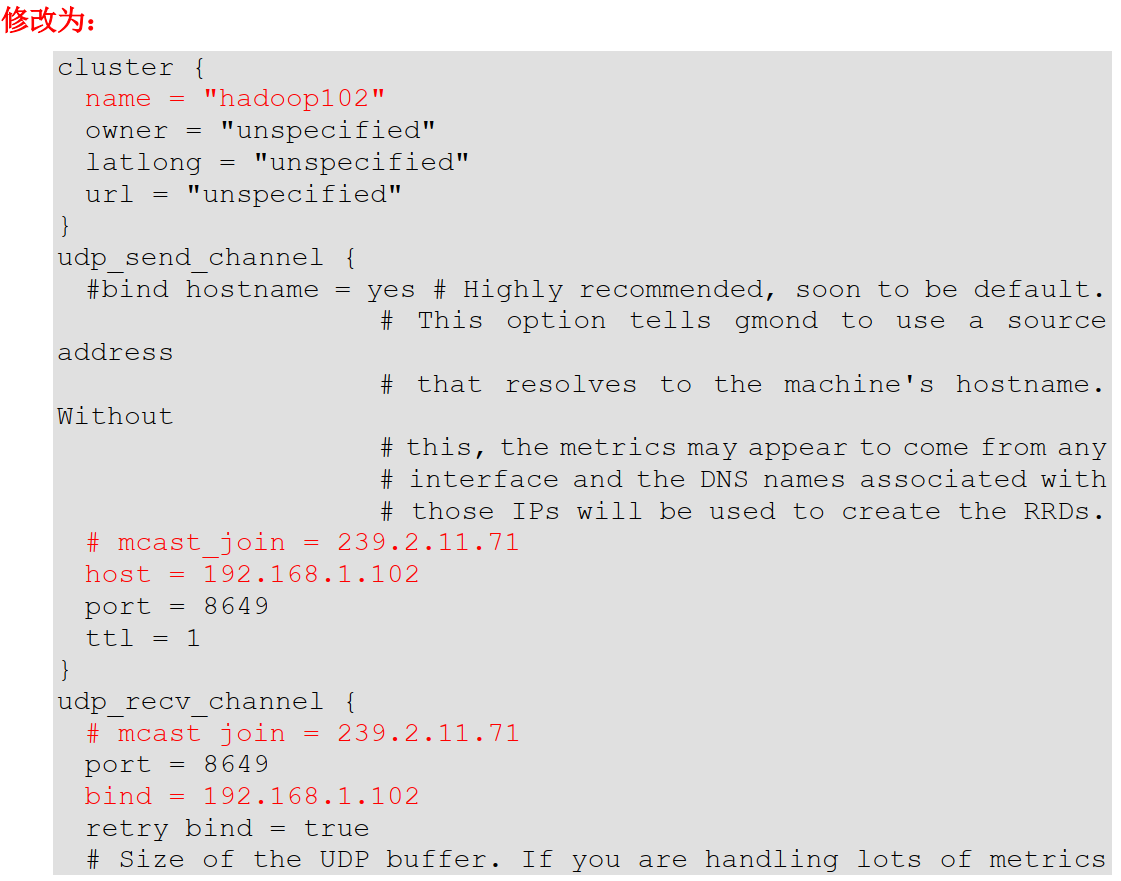 修改为：
cluster {
name = "hadoop102"
owner = "unspecified"
latlong = "unspecified"
url = "unspecified"
}
udp_send_channel {
#bind hostname = yes # Highly recommended, soon to be default.
# This option tells gmond to use a source
address
# that resolves to the machine's hostname.
Without
# this, the metrics may appear to come from any
# interface and the DNS names associated with
# those IPs will be used to create the RRDs.
# mcast_join = 239.2.11.71
host = 192.168.1.102
port = 8649
ttl = 1
}
udp_recv_channel {
# mcast join = 239.2.11.71
port = 8649
bind = 192.168.1.102
retry bind = true
# Size of the UDP buffer. If you are handling lots of metrics